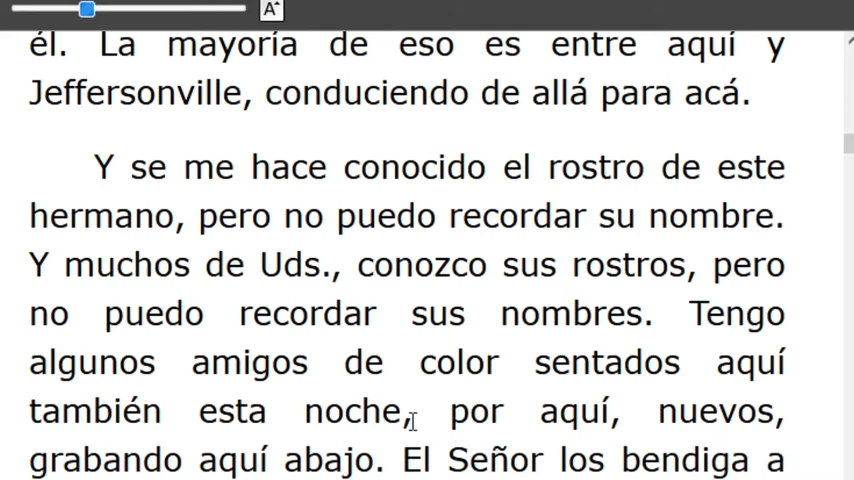 A
él. La mayoría de eso es entre aquí y
Jeffersonville, conduciendo de allá para acá.
Y se me hace conocido el rostro de este
hermano, pero no puedo recordar su nombre.
Y muchos de Uds., conozco sus rostros, pero
no puedo recordar sus nombres. Tengo
algunos amigos de color sentados aquí
también esta noche, por aquí, nuevos,
grabando aquí abajo. El Señor los bendiga a